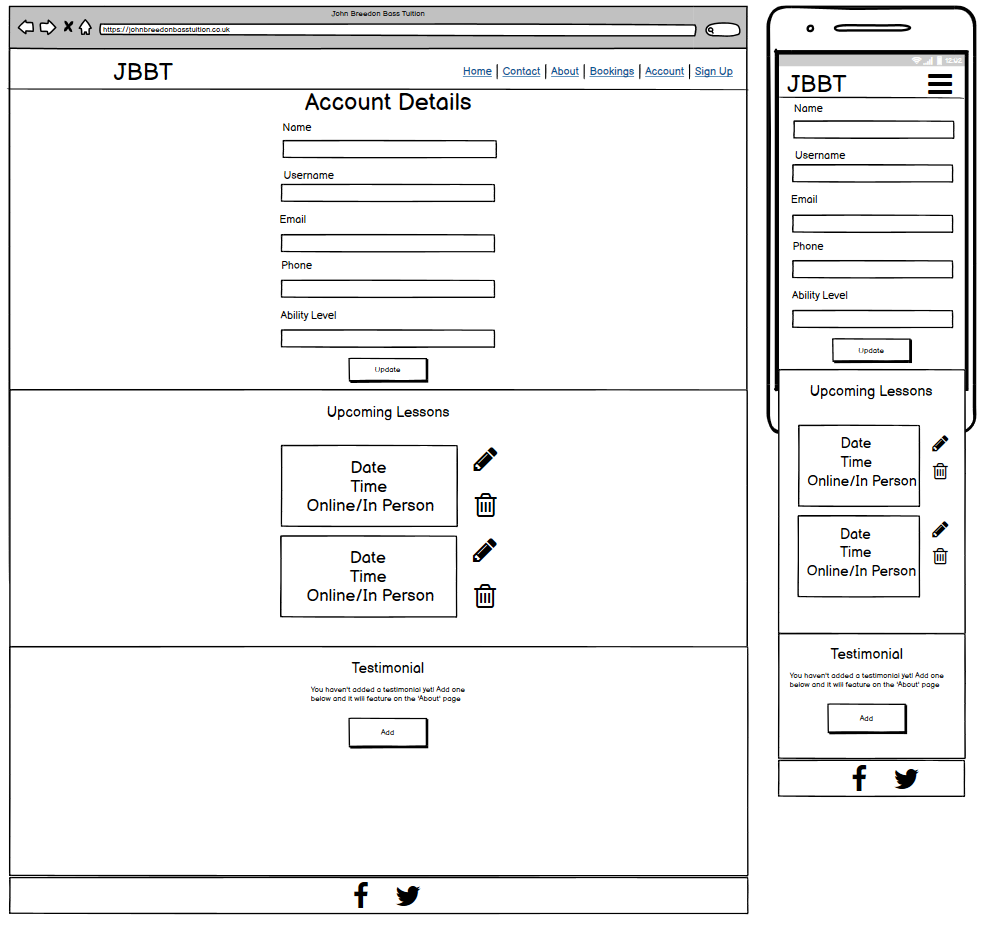 John Breedon Bass Tuition
https://johnbreedonbasstuition.co.uk
JBBT
Home | Contact | About | Bookings | Account | Sign Up
Account Details
Name
Username
Email
Phone
Ability Level
Update
Upcoming Lessons
Date
Time
Online/In Person
Date
Time
Online/In Person
Testimonial
You haven't added a testimonial yet! Add one
below and it will feature on the 'About' page
Add
12:02
JBBT
Name
Username
Email
Phone
Ability Level
Update
Upcoming Lessons
Date
Time
Online/In Person
Date
Time
Online/In Person
Testimonial
You haven't added a testimonial yet! Add one
below and it will feature on the 'About' page
Add